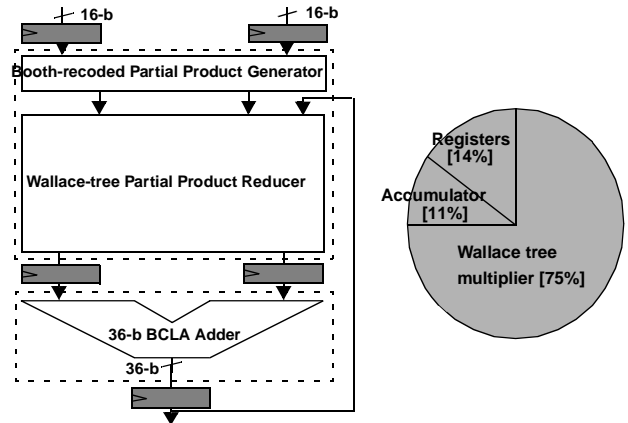 16-b
16-b
Booth-recoded Partial Product Generator
Wallace-tree Partial Product Reducer
36-b BCLA Adder
36-b
Registers
[14%]
Accumulator
[11%]
Wallace tree
multiplier [75%]